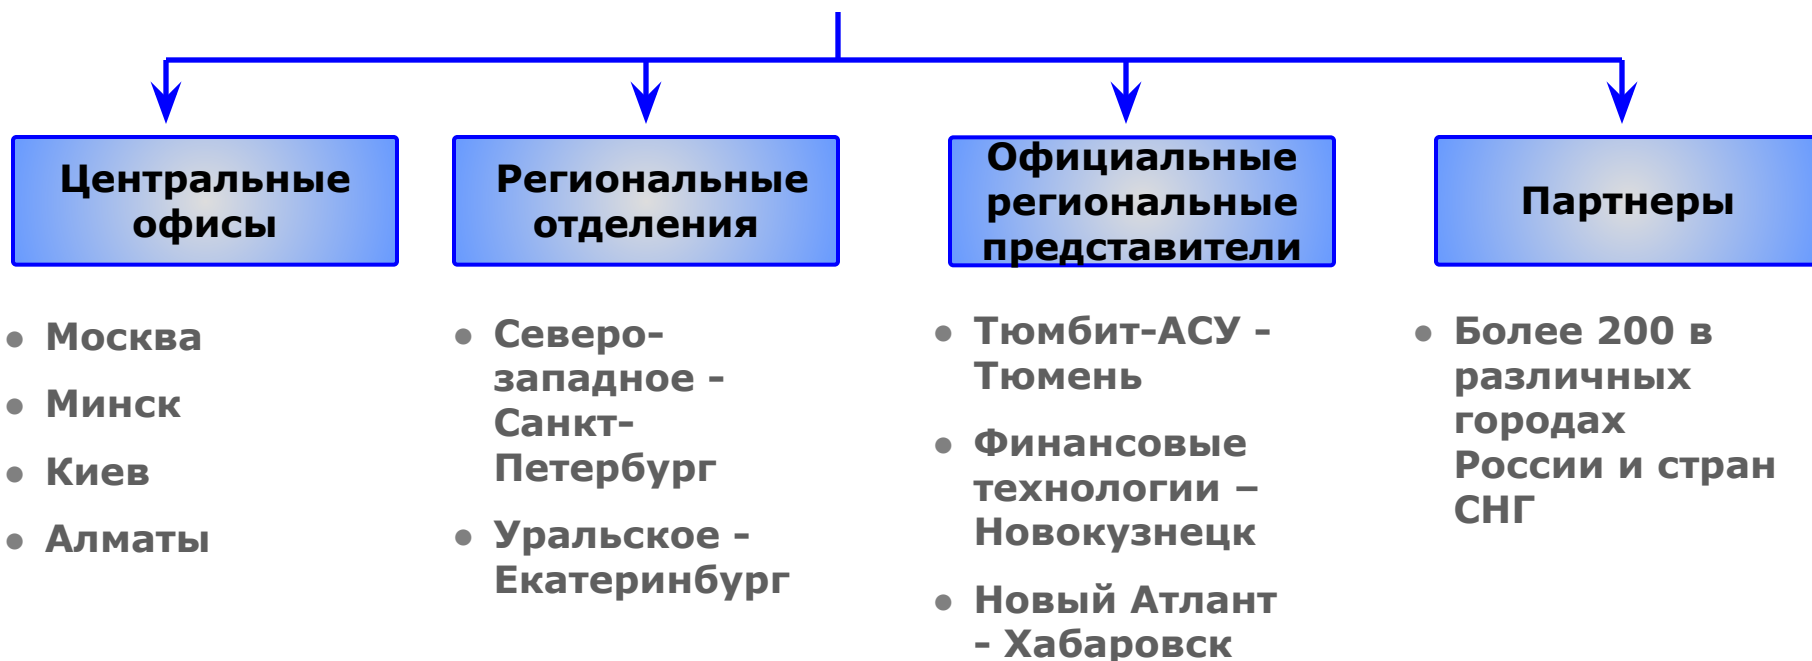 Центральные
офисы
Москва
Минск
Киев
Алматы
Региональные
отделения
Северо-
западное -
Санкт-
Петербург
Уральское -
Екатеринбург
Официальные
региональные
представители
Тюмбит-АСУ -
Тюмень
Финансовые
технологии –
Новокузнецк
Новый Атлант
- Хабаровск
Партнеры
Более 200 в
различных
городах
России и стран
СНГ